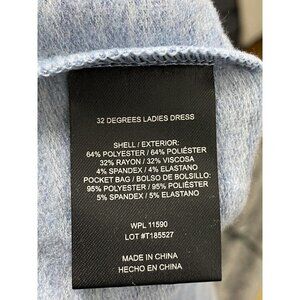 32 DEGREES LADIES DRESS
SHELL / EXTERIOR:
64% POLYESTER / 64% POLIÉSTER
32% RAYON / 32% VISCOSA
4% SPANDEX / 4% ELASTANO
POCKET BAG / BOLSO DE BOLSILLO:
95% POLYESTER / 95% POLIÉSTER
5% SPANDEX / 5% ELASTANO
WPL 11590
LOT #T185527
MADE IN CHINA
HECHO EN CHINA